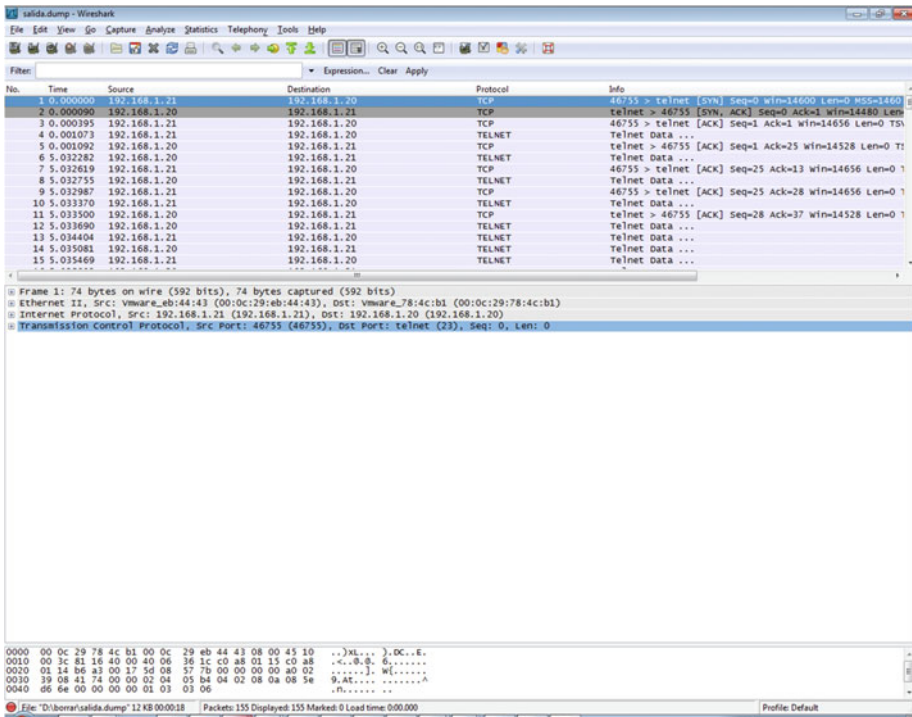 salida.dump - Wireshark
File Edit View Go Capture Analyze Statistics Telephony Tools Help
Filter: Expression... Clear Apply
No. Time Source Destination Protocol Info
1 0.000000 192.168.1.21 192.168.1.20 TCP 46755 > telnet [SYN] Seq=0 Win=14600 Len=0 MSS=1460
2 0.000090 192.168.1.20 192.168.1.21 TCP telnet > 46755 [SYN, ACK] Seq=0 Ack=1 Win=14480 Len=
3 0.000395 192.168.1.21 192.168.1.20 TCP 46755 > telnet [ACK] Seq=1 Ack=1 Win=14656 Len=0 TSV
4 0.001073 192.168.1.21 192.168.1.20 TELNET Telnet Data ...
5 0.001092 192.168.1.20 192.168.1.21 TCP telnet > 46755 [ACK] Seq=1 Ack=25 Win=14528 Len=0 TS
6 5.032282 192.168.1.20 192.168.1.21 TELNET Telnet Data ...
7 5.032619 192.168.1.21 192.168.1.20 TCP 46755 > telnet [ACK] Seq=25 Ack=13 Win=14656 Len=0 T
8 5.032755 192.168.1.20 192.168.1.21 TELNET Telnet Data ...
9 5.032987 192.168.1.21 192.168.1.20 TCP 46755 > telnet [ACK] Seq=25 Ack=28 Win=14656 Len=0 T
10 5.033370 192.168.1.21 192.168.1.20 TELNET Telnet Data ...
11 5.033500 192.168.1.20 192.168.1.21 TCP telnet > 46755 [ACK] Seq=28 Ack=37 Win=14528 Len=0 T
12 5.033690 192.168.1.20 192.168.1.21 TELNET Telnet Data ...
13 5.034404 192.168.1.21 192.168.1.20 TELNET Telnet Data ...
14 5.035081 192.168.1.20 192.168.1.21 TELNET Telnet Data ...
15 5.035469 192.168.1.21 192.168.1.20 TELNET Telnet Data ...
Frame 1: 74 bytes on wire (592 bits), 74 bytes captured (592 bits)
Ethernet II, Src: Vmware_eb:44:43 (00:0c:29:eb:44:43), Dst: Vmware_78:4c:b1 (00:0c:29:78:4c:b1)
Internet Protocol, Src: 192.168.1.21 (192.168.1.21), Dst: 192.168.1.20 (192.168.1.20)
Transmission Control Protocol, Src Port: 46755 (46755), Dst Port: telnet (23), Seq: 0, Len: 0
0000 00 0c 29 78 4c b1 00 0c 29 eb 44 43 08 00 45 10 ..)xL... ).DC..E.
0010 00 3c 81 16 40 00 40 06 36 1c c0 a8 01 15 c0 a8 .<..@.@. 6.......
0020 01 14 b6 a3 00 17 5d 08 57 7b 00 00 00 00 a0 02 ......]. W{......
0030 39 08 41 74 00 00 02 04 05 b4 04 02 08 0a 08 5e 9.At.... .......^
0040 d6 6e 00 00 00 00 01 03 03 06 .n...... ..
File: "D:\borrar\salida.dump" 12 KB 00:00:18 Packets: 155 Displayed: 155 Marked: 0 Load time: 0:00.000 Profile: Default